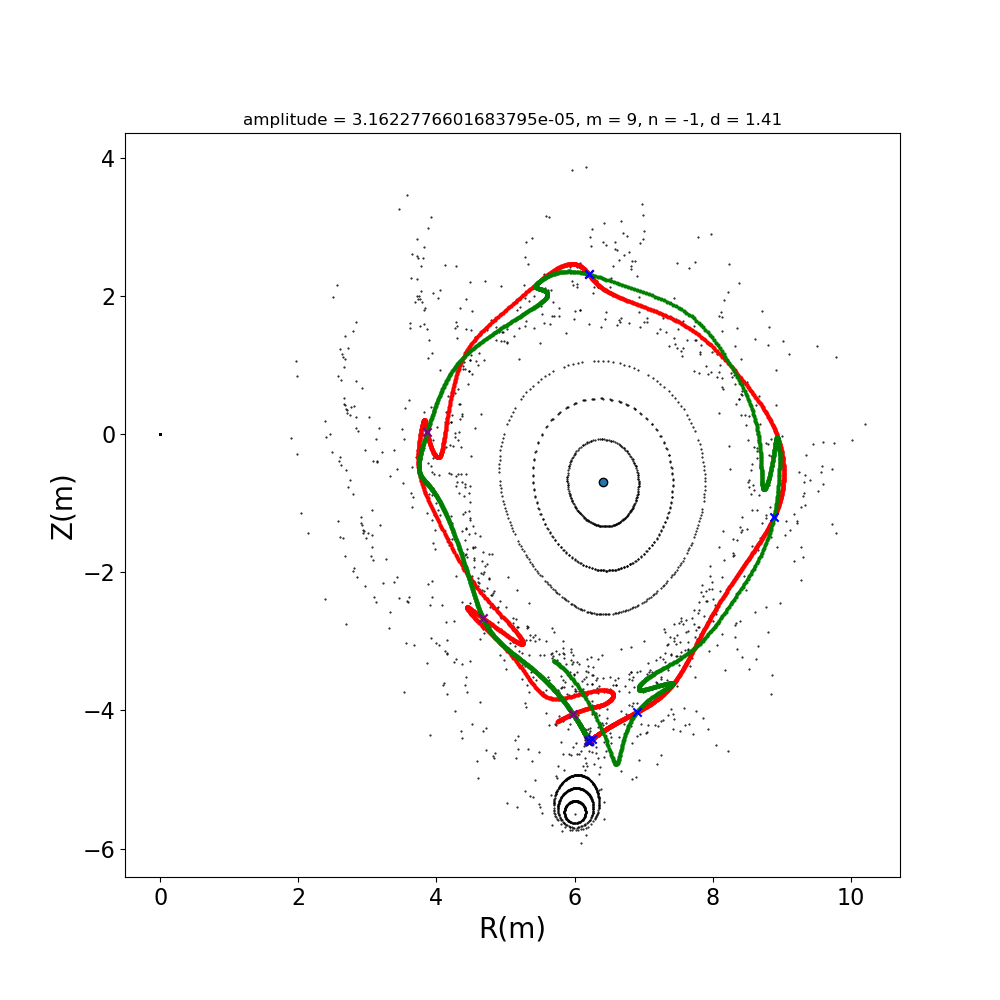 amplitude = 3.1622776601683795e-05, m = 9, n = -1, d = 1.41
4
2
0
−2
−4
−6
Z(m)
0 2 4 6 8 10
R(m)